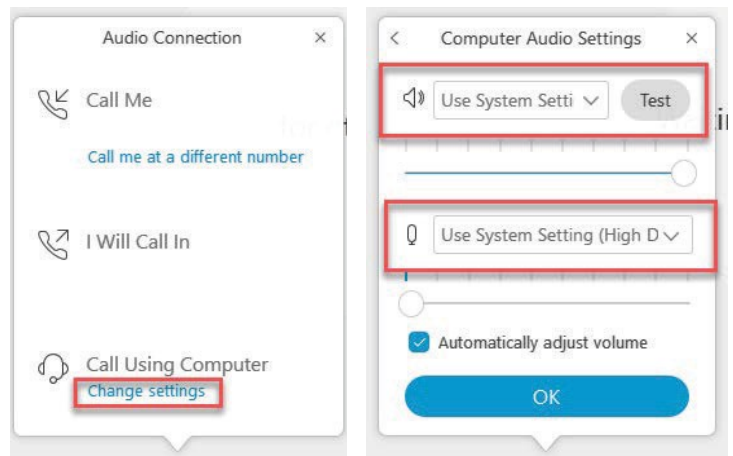 Audio Connection
Call Me
Call me at a different number
I Will Call In
Call Using Computer
Change settings
Computer Audio Settings
Use System Setti
Test
Use System Setting (High D
Automatically adjust volume
OK